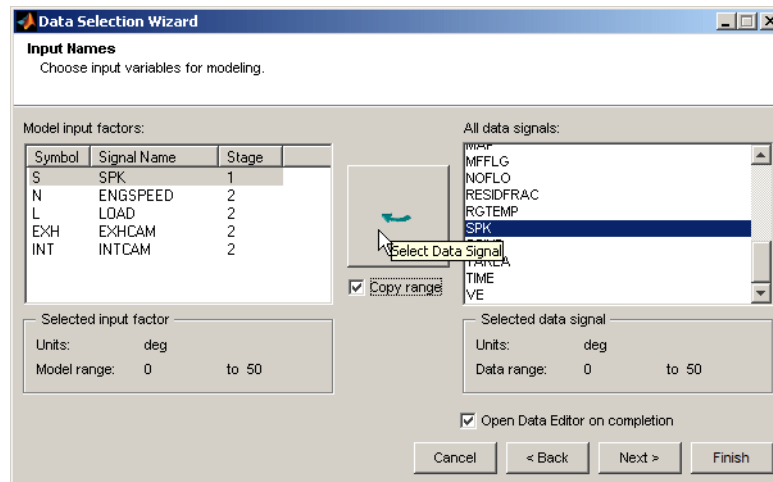 Data Selection Wizard
Input Names
Choose input variables for modeling.
Model input factors:
Symbol Signal Name Stage
S SPK 1
N ENGSPEED 2
L LOAD 2
EXH EXHCAM 2
INT INTCAM 2
Select Data Signal
Copy range
All data signals:
MAP
MFFLG
NOFLO
RESIDFRAC
RGTEMP
SPK
TAREA
TIME
VE
Selected input factor
Units: deg
Model range: 0 to 50
Selected data signal
Units: deg
Data range: 0 to 50
Open Data Editor on completion
Cancel < Back Next > Finish